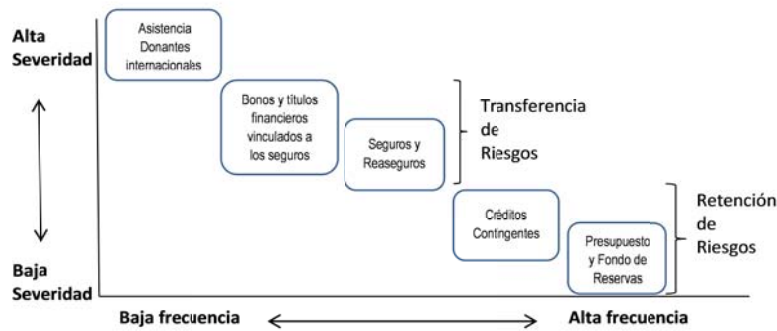 Alta
Severidad
Asistencia
Donantes
internacionales
Bonos y títulos
financieros
vinculados a
los seguros
Seguros y
Reaseguros
Transferencia
de
Riesgos
Créditos
Contingentes
Presupuesto
y Fondo de
Reservas
Retención
de
Riesgos
Baja
Severidad
Baja frecuencia
Alta frecuencia